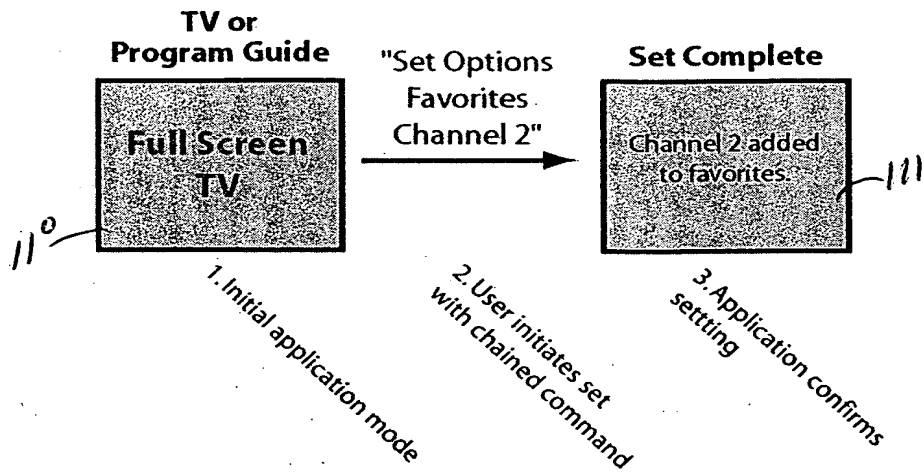 TV or
Program Guide
Full Screen
TV
110
"Set Options
Favorites
Channel 2"
Set Complete
Channel 2 added
to favorites.
111
1. Initial application mode
2. User initiates set
with chained command
3. Application confirms
settting